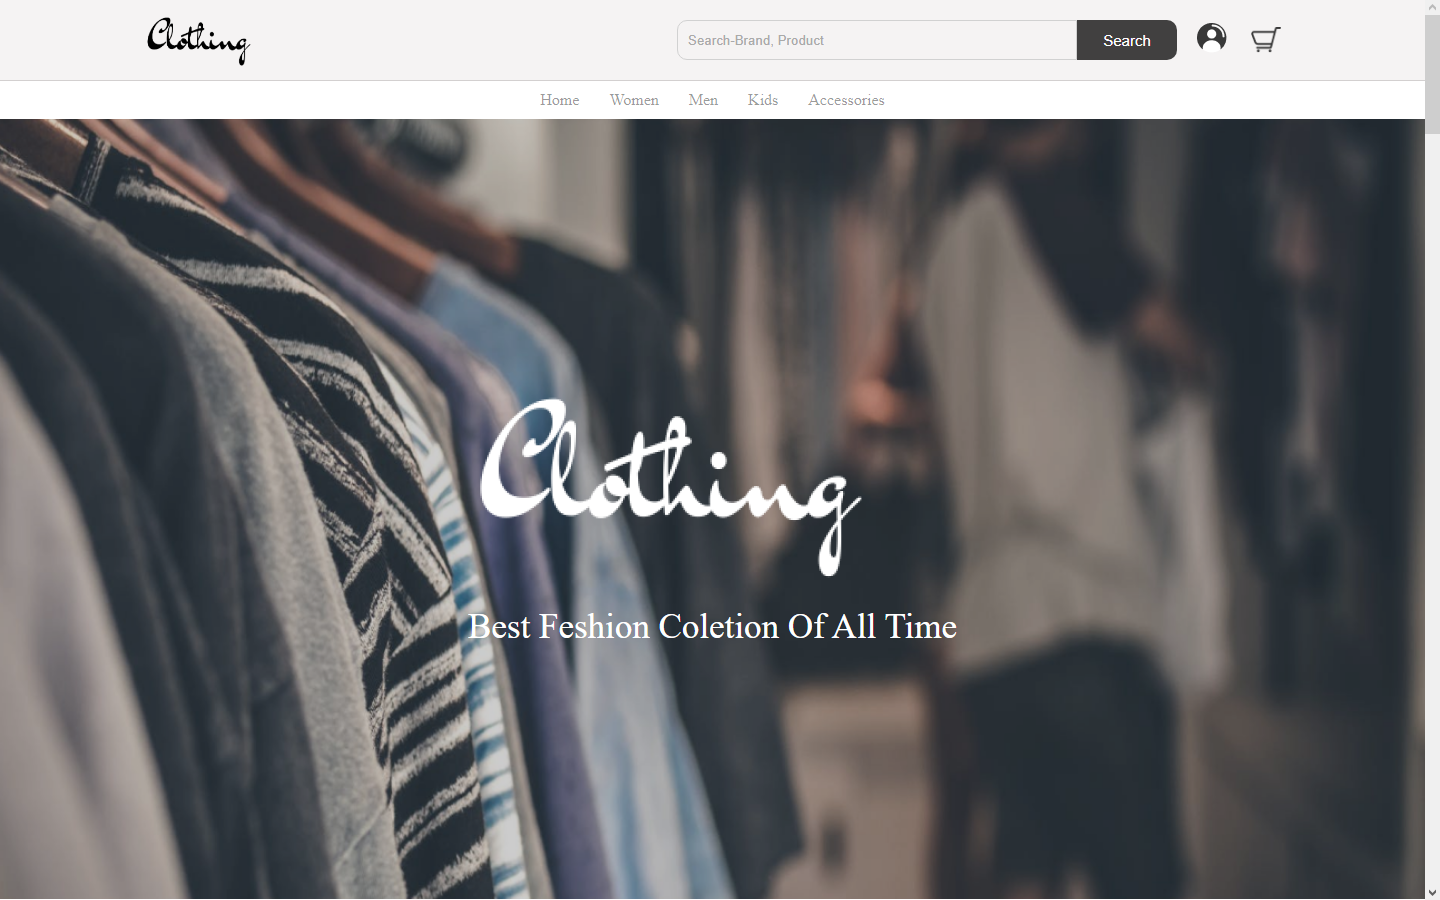 Clothing
Search-Brand, Product
Search
Home Women Men Kids Accessories
Clothing
Best Feshion Coletion Of All Time